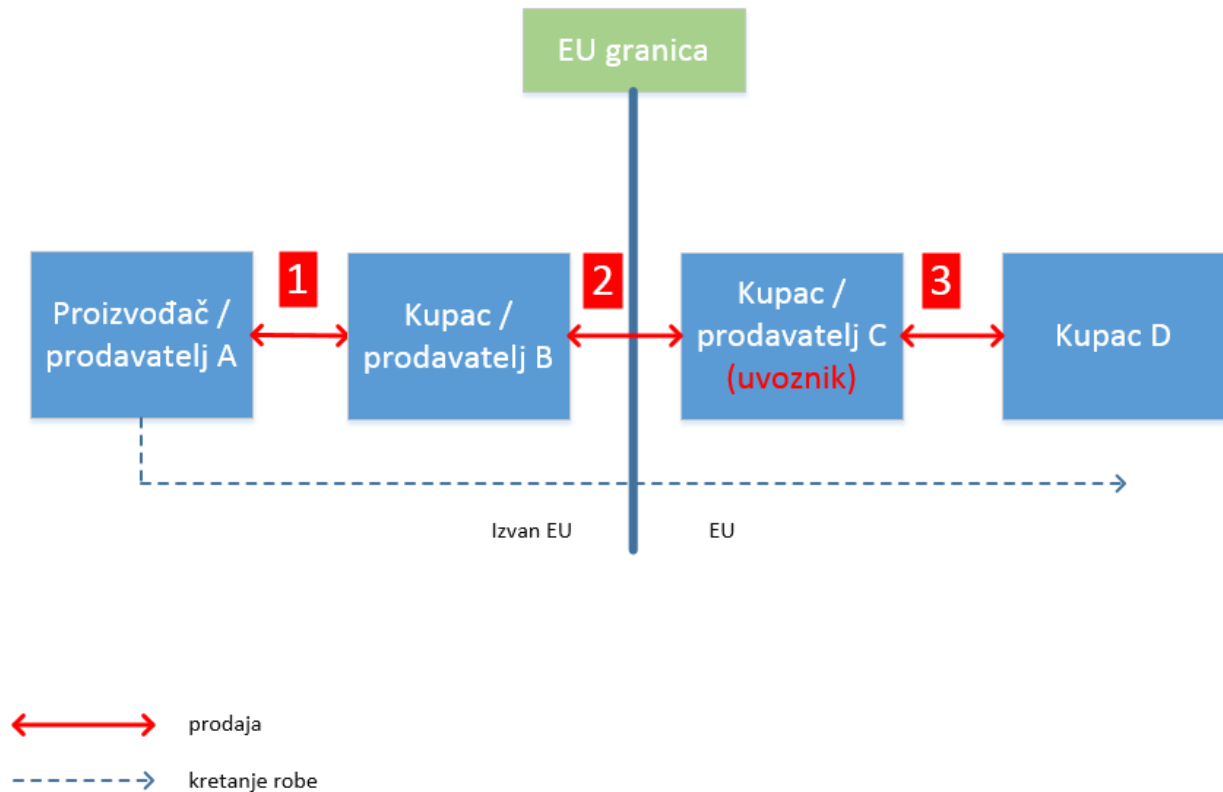 EU granica
1
2
3
Proizvođač /
prodavatelj A
Kupac /
prodavatelj B
Kupac /
prodavatelj C
(uvoznik)
Kupac D
Izvan EU
EU
prodaja
kretanje robe